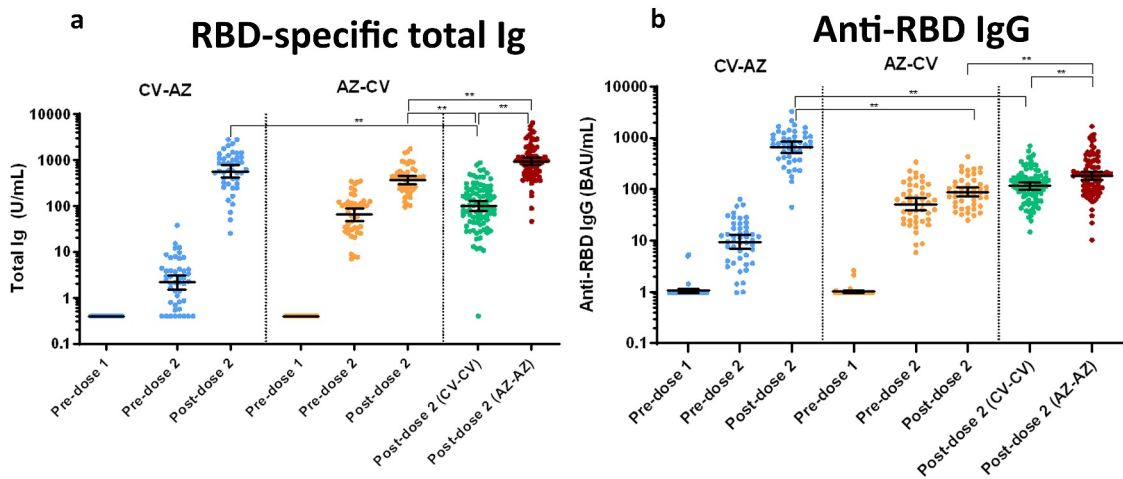 a
RBD-specific total Ig
CV-AZ
AZ-CV
**
**
**
**
Total Ig (U/mL)
10000
1000
100
10
1
0.1
Pre-dose 1
Pre-dose 2
Post-dose 2
Pre-dose 1
Pre-dose 2
Post-dose 2
Post-dose 2 (CV-CV)
Post-dose 2 (AZ-AZ)
b
Anti-RBD IgG
CV-AZ
AZ-CV
**
**
**
**
Anti-RBD IgG (BAU/mL)
10000
1000
100
10
1
0.1
Pre-dose 1
Pre-dose 2
Post-dose 2
Pre-dose 1
Pre-dose 2
Post-dose 2
Post-dose 2 (CV-CV)
Post-dose 2 (AZ-AZ)